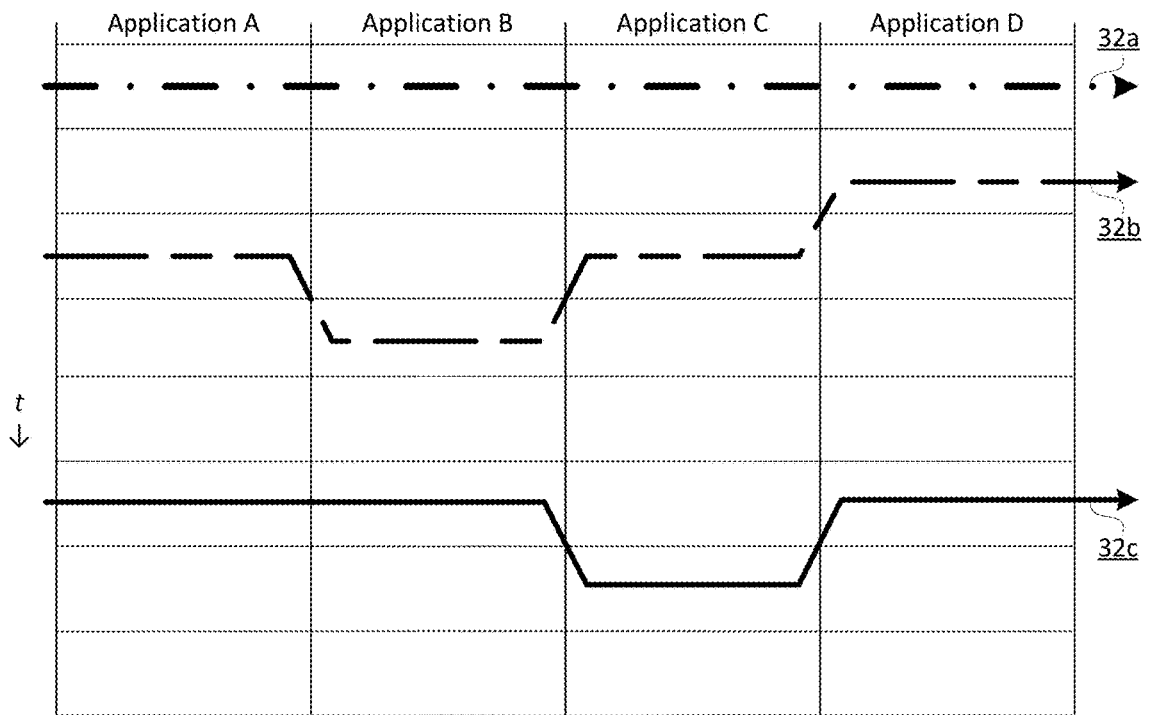 Application A
Application B
Application C
Application D
32a
32b
t
32c